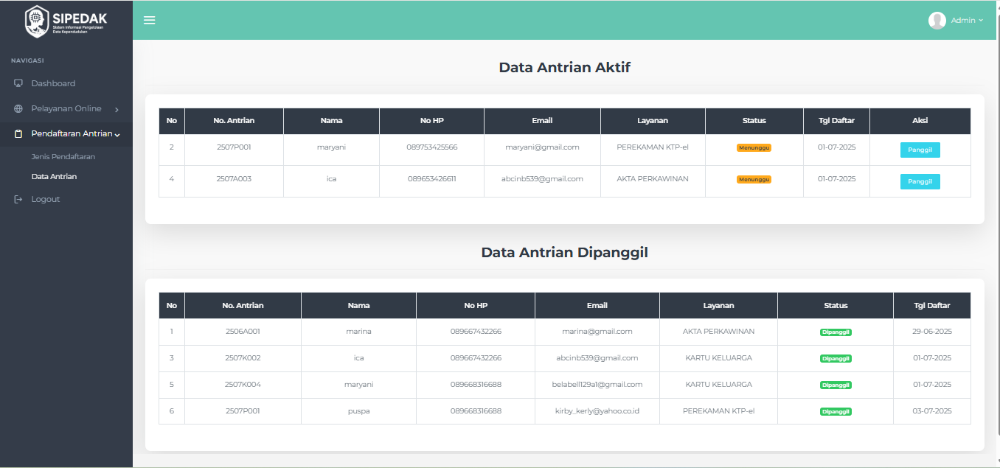 SIPEDAK
Sistem Informasi Pengelolaan
Data Kependudukan
Admin
NAVIGASI
Dashboard
Pelayanan Online
Pendaftaran Antrian
Jenis Pendaftaran
Data Antrian
Logout
Data Antrian Aktif
No No. Antrian Nama No HP Email Layanan Status Tgl Daftar Aksi
2 2507P001 maryani 089753425566 maryani@gmail.com PEREKAMAN KTP-el Menunggu 01-07-2025 Panggil
4 2507A003 ica 089653426611 abcinb539@gmail.com AKTA PERKAWINAN Menunggu 01-07-2025 Panggil
Data Antrian Dipanggil
No No. Antrian Nama No HP Email Layanan Status Tgl Daftar
1 2506A001 marina 089667432266 marina@gmail.com AKTA PERKAWINAN Dipanggil 29-06-2025
3 2507K002 ica 089667432266 abcinb539@gmail.com KARTU KELUARGA Dipanggil 01-07-2025
5 2507K004 maryani 089668316688 belabell129a1@gmail.com KARTU KELUARGA Dipanggil 01-07-2025
6 2507P001 puspa 089668316688 kirby_kerly@yahoo.co.id PEREKAMAN KTP-el Dipanggil 03-07-2025